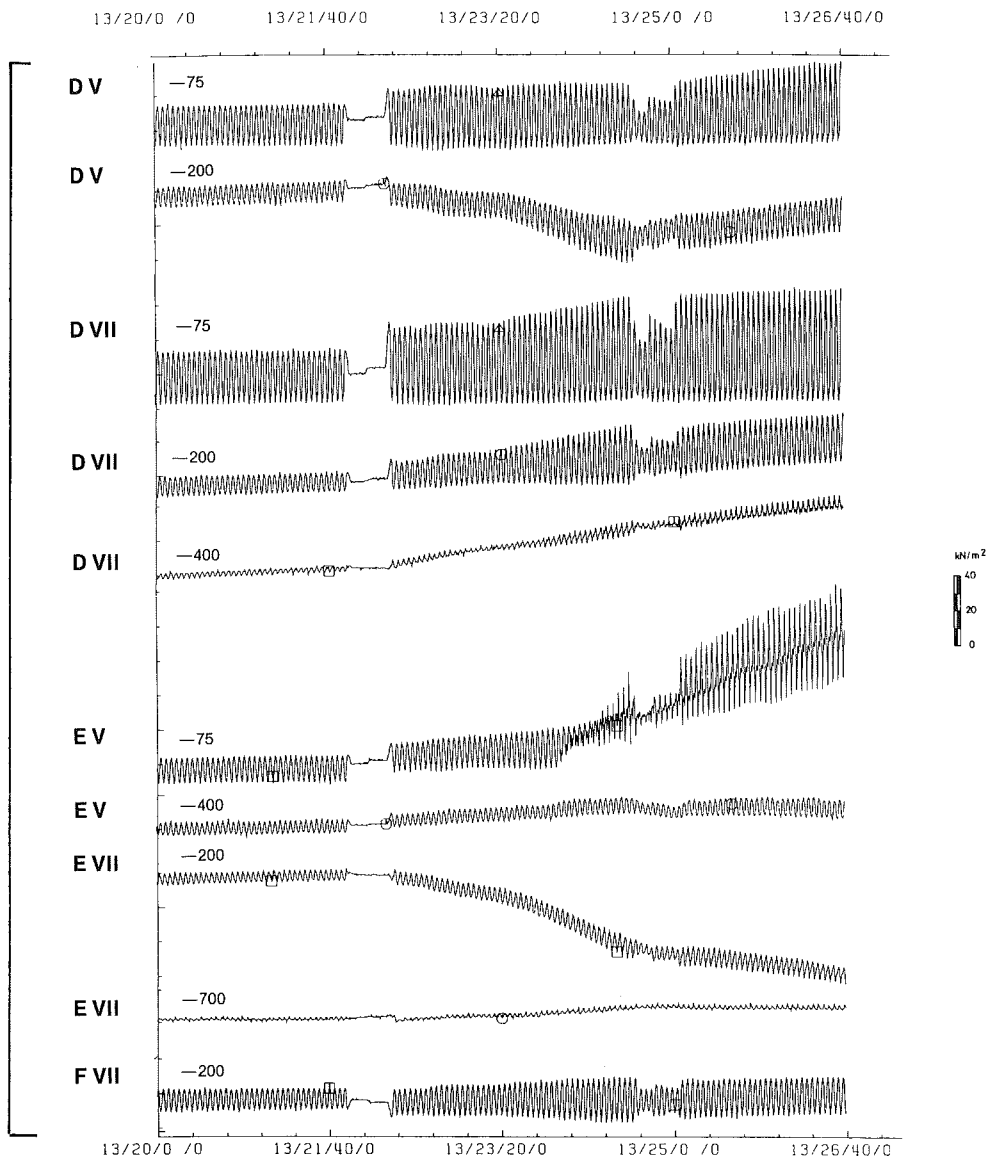 13/20/0 /0 13/21/40/0 13/23/20/0 13/25/0 /0 13/26/40/0
D V —75
D V —200
D VII —75
D VII —200
D VII —400
kN/m²
40
20
0
E V —75
E V —400
E VII —200
E VII —700
F VII —200
13/20/0 /0 13/21/40/0 13/23/20/0 13/25/0 /0 13/26/40/0